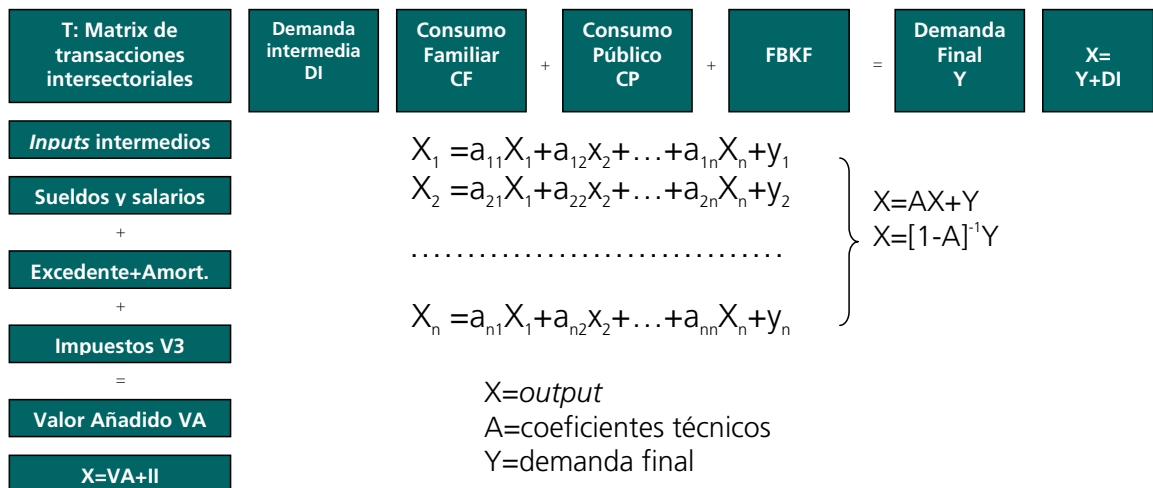 T: Matrix de
transacciones
intersectoriales
Demanda
intermedia
DI
Consumo
Familiar
CF
+
Consumo
Público
CP
+
FBKF
=
Demanda
Final
Y
X=
Y+DI
Inputs intermedios
Sueldos y salarios
+
Excedente+Amort.
+
Impuestos V3
=
Valor Añadido VA
X=VA+II
X₁ =a₁₁X₁+a₁₂x₂+...+a₁ₙXₙ+y₁
X₂ =a₂₁X₁+a₂₂x₂+...+a₂ₙXₙ+y₂
.................................
Xₙ =aₙ₁X₁+aₙ₂x₂+...+aₙₙXₙ+yₙ
X=AX+Y
X=[1-A]⁻¹Y
X=output
A=coeficientes técnicos
Y=demanda final